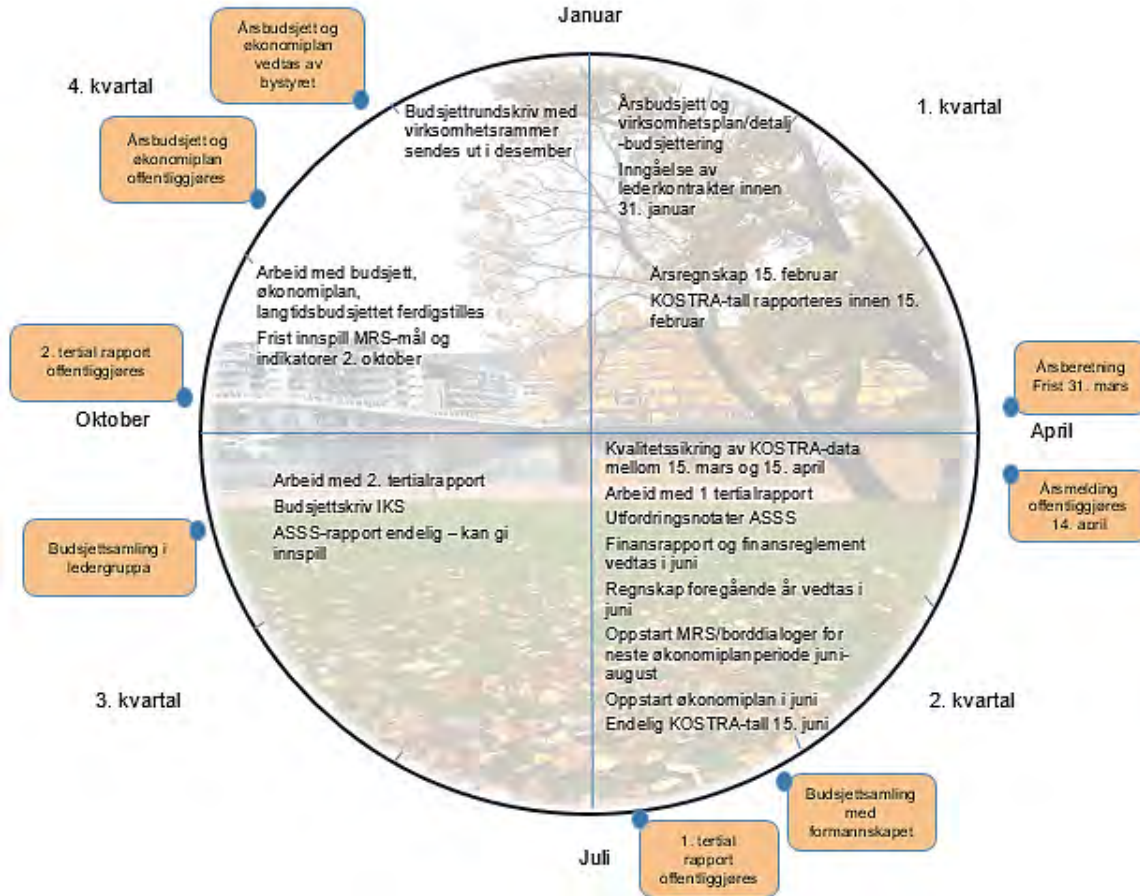 Januar
Årsbudsjett og
økonomiplan
vedtas av
bystyret
4. kvartal
Årsbudsjett og
økonomiplan
offentliggjøres
Budsjettrundskriv med
virksomhetsrammer
sendes ut i desember
Årsbudsjett og
virksomhetsplan/detalj
-budsjettering
Inngåelse av
lederkontrakter innen
31. januar
1. kvartal
Arbeid med budsjett,
økonomiplan,
langtidsbudsjettet ferdigstilles
Frist innspill MRS-mål og
indikatorer 2. oktober
Årsregnskap 15. februar
KOSTRA-tall rapporteres innen 15.
februar
2. tertial rapport
offentliggjøres
Oktober
Årsberetning
Frist 31. mars
April
Årsmelding
offentliggjøres
14. april
Arbeid med 2. tertialrapport
Budsjettskriv IKS
ASSS-rapport endelig – kan gi
innspill
Budsjettsamling i
ledergruppa
3. kvartal
Kvalitetssikring av KOSTRA-data
mellom 15. mars og 15. april
Arbeid med 1 tertialrapport
Utfordringsnotater ASSS
Finansrapport og finansreglement
vedtas i juni
Regnskap foregående år vedtas i
juni
Oppstart MRS/borddialoger for
neste økonomiplanperiode juni-
august
Oppstart økonomiplan i juni
Endelig KOSTRA-tall 15. juni
2. kvartal
Budsjettsamling
med
formannskapet
Juli
1. tertial
rapport
offentliggjøres